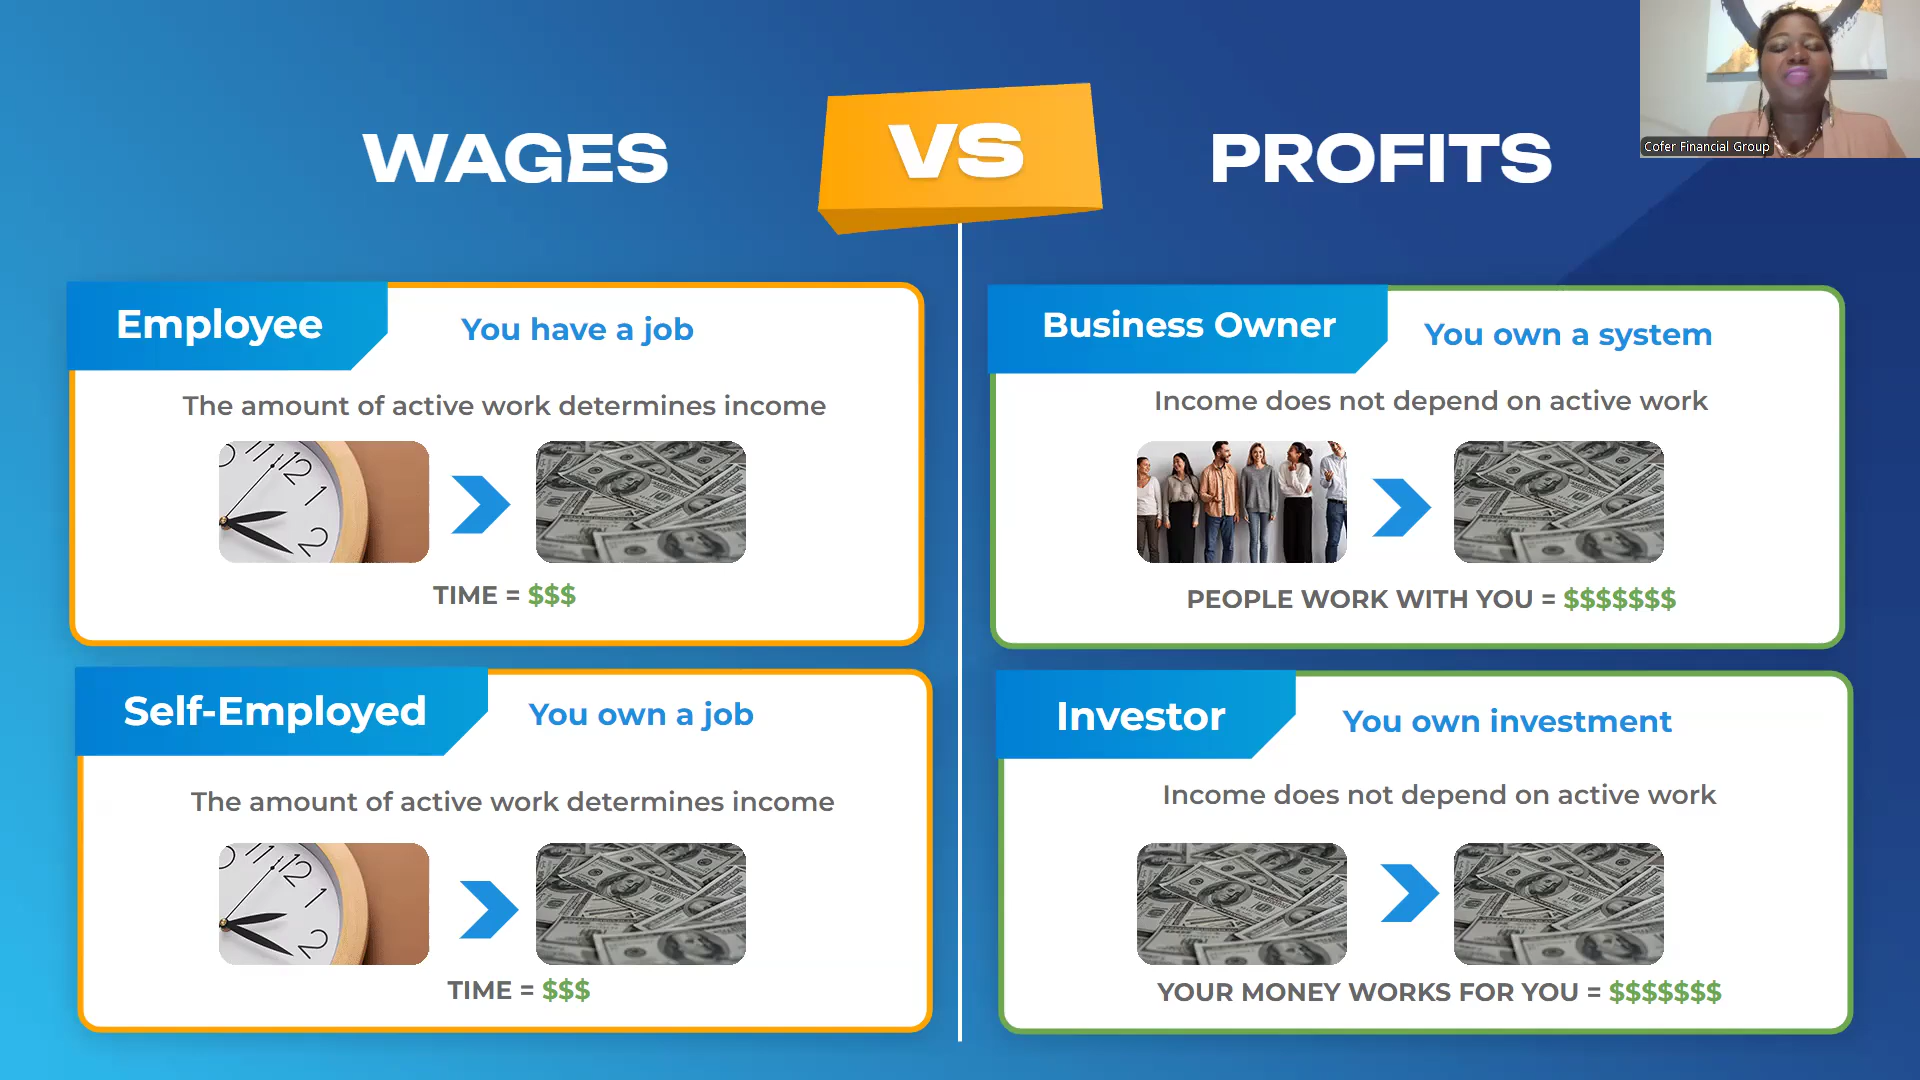 WAGES
VS
PROFITS
Cofer Financial Group
Employee
You have a job
The amount of active work determines income
TIME = $$$
Business Owner
You own a system
Income does not depend on active work
PEOPLE WORK WITH YOU = $$$$$$$
Self-Employed
You own a job
The amount of active work determines income
TIME = $$$
Investor
You own investment
Income does not depend on active work
YOUR MONEY WORKS FOR YOU = $$$$$$$